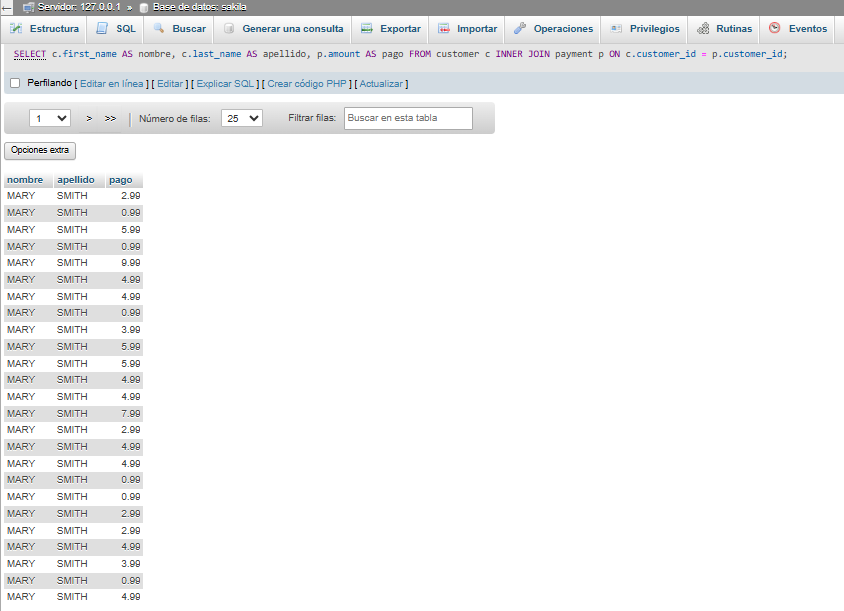 ← Servidor: 127.0.0.1 » Base de datos: sakila
Estructura SQL Buscar Generar una consulta Exportar Importar Operaciones Privilegios Rutinas Eventos
SELECT c.first_name AS nombre, c.last_name AS apellido, p.amount AS pago FROM customer c INNER JOIN payment p ON c.customer_id = p.customer_id;
Perfilando [ Editar en línea ] [ Editar ] [ Explicar SQL ] [ Crear código PHP ] [ Actualizar ]
1 > >> | Número de filas: 25 Filtrar filas: Buscar en esta tabla
Opciones extra
nombre apellido pago
MARY SMITH 2.99
MARY SMITH 0.99
MARY SMITH 5.99
MARY SMITH 0.99
MARY SMITH 9.99
MARY SMITH 4.99
MARY SMITH 4.99
MARY SMITH 0.99
MARY SMITH 3.99
MARY SMITH 5.99
MARY SMITH 5.99
MARY SMITH 4.99
MARY SMITH 4.99
MARY SMITH 7.99
MARY SMITH 2.99
MARY SMITH 4.99
MARY SMITH 4.99
MARY SMITH 0.99
MARY SMITH 0.99
MARY SMITH 2.99
MARY SMITH 2.99
MARY SMITH 4.99
MARY SMITH 3.99
MARY SMITH 0.99
MARY SMITH 4.99